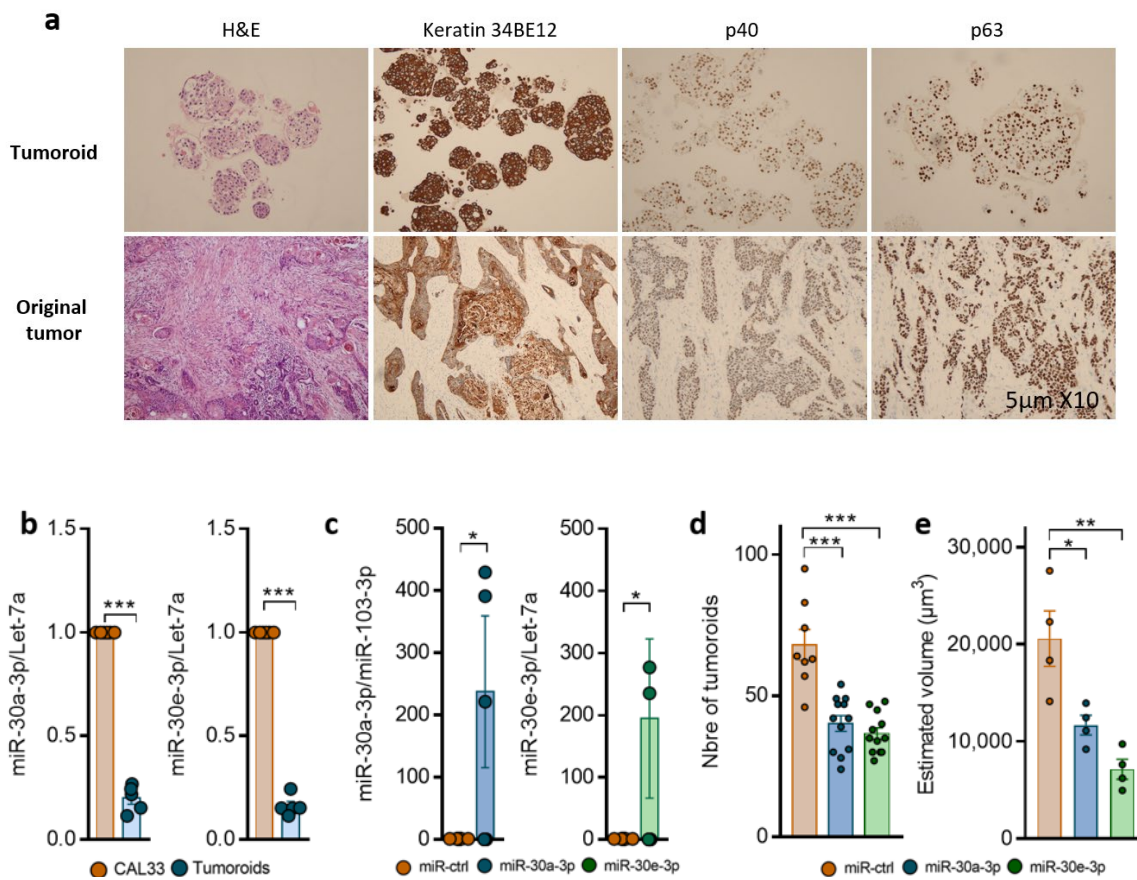 a
H&E
Keratin 34BE12
p40
p63
Tumoroid
Original
tumor
5μm X10
b
miR-30a-3p/Let-7a
1.5
1.0
0.5
0.0
***
miR-30e-3p/Let-7a
1.5
1.0
0.5
0.0
***
CAL33
Tumoroids
c
miR-30a-3p/miR-103-3p
500
400
300
200
100
0
*
miR-30e-3p/Let-7a
500
400
300
200
100
0
*
miR-ctrl
miR-30a-3p
miR-30e-3p
d
Nbre of tumoroids
100
50
0
***
***
e
Estimated volume (μm³)
30,000
20,000
10,000
0
**
*
miR-ctrl
miR-30a-3p
miR-30e-3p